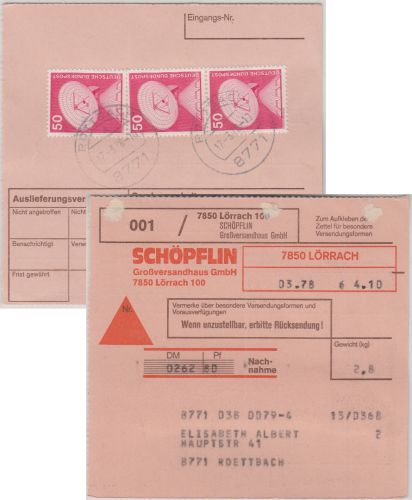 Eingangs-Nr.
50 DEUTSCHE BUNDESPOST
50 DEUTSCHE BUNDESPOST
50 DEUTSCHE BUNDESPOST
8771
8771
Auslieferungsver
Nicht angetroffen
Nicht
Benachrichtigt
Verw
Frist gewährt
001 /
7850 Lörrach 100
SCHÖPFLIN
Großversandhaus GmbH
Zum Aufkleben de
Zettel für besondere
Versendungsformen
SCHÖPFLIN
Großversandhaus GmbH
7850 Lörrach 100
7850 LÖRRACH
03.78 6 4.10
Nr.
Vermerke über besondere Versendungsformen und
Vorausverfügungen
Wenn unzustellbar, erbitte Rücksendung!
Gewicht (kg)
2,8
DM Pf
0262 80
Nach-
nahme
8771 038 0079-4 13/0368
ELISABETH ALBERT 2
HAUPTSTR 41
8771 ROETTBACH